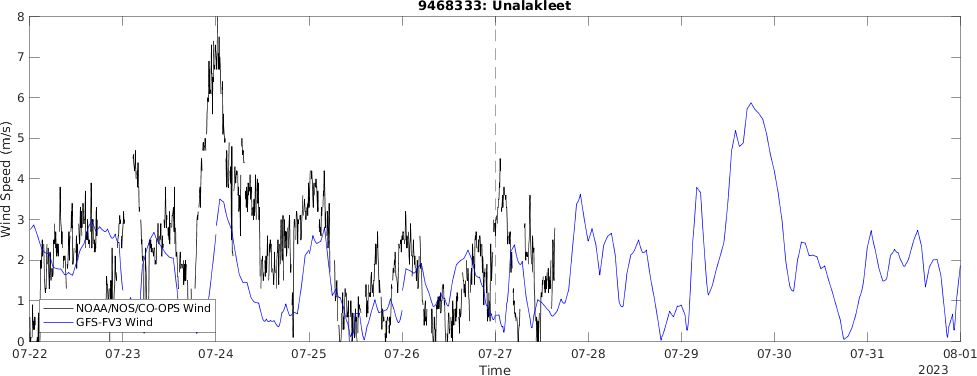 9468333: Unalakleet
8
7
6
5
4
3
2
1
0
Wind Speed (m/s)
NOAA/NOS/CO-OPS Wind
GFS-FV3 Wind
07-22 07-23 07-24 07-25 07-26 07-27 07-28 07-29 07-30 07-31 08-01
Time
2023